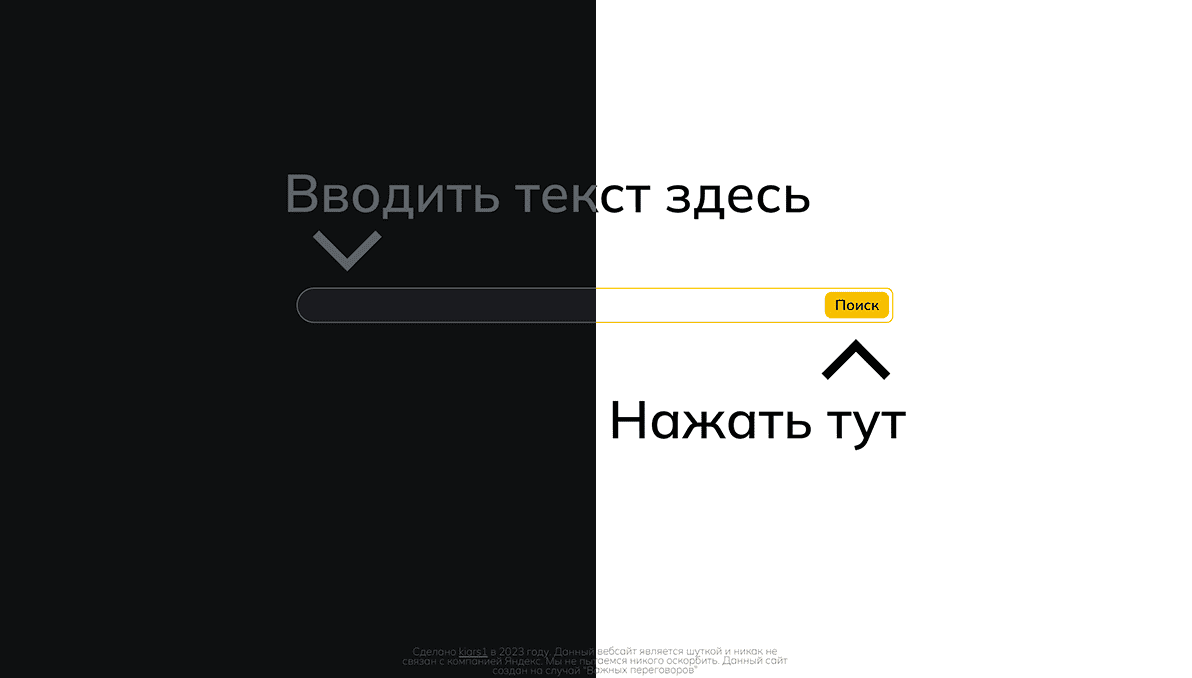 Вводить текст здесь
Поиск
Нажать тут
Сделано kiars1 в 2023 году. Данный вебсайт является шуткой и никак не
связан с компанией Яндекс. Мы не пытаемся никого оскорбить. Данный сайт
создан на случай "Важных переговоров"